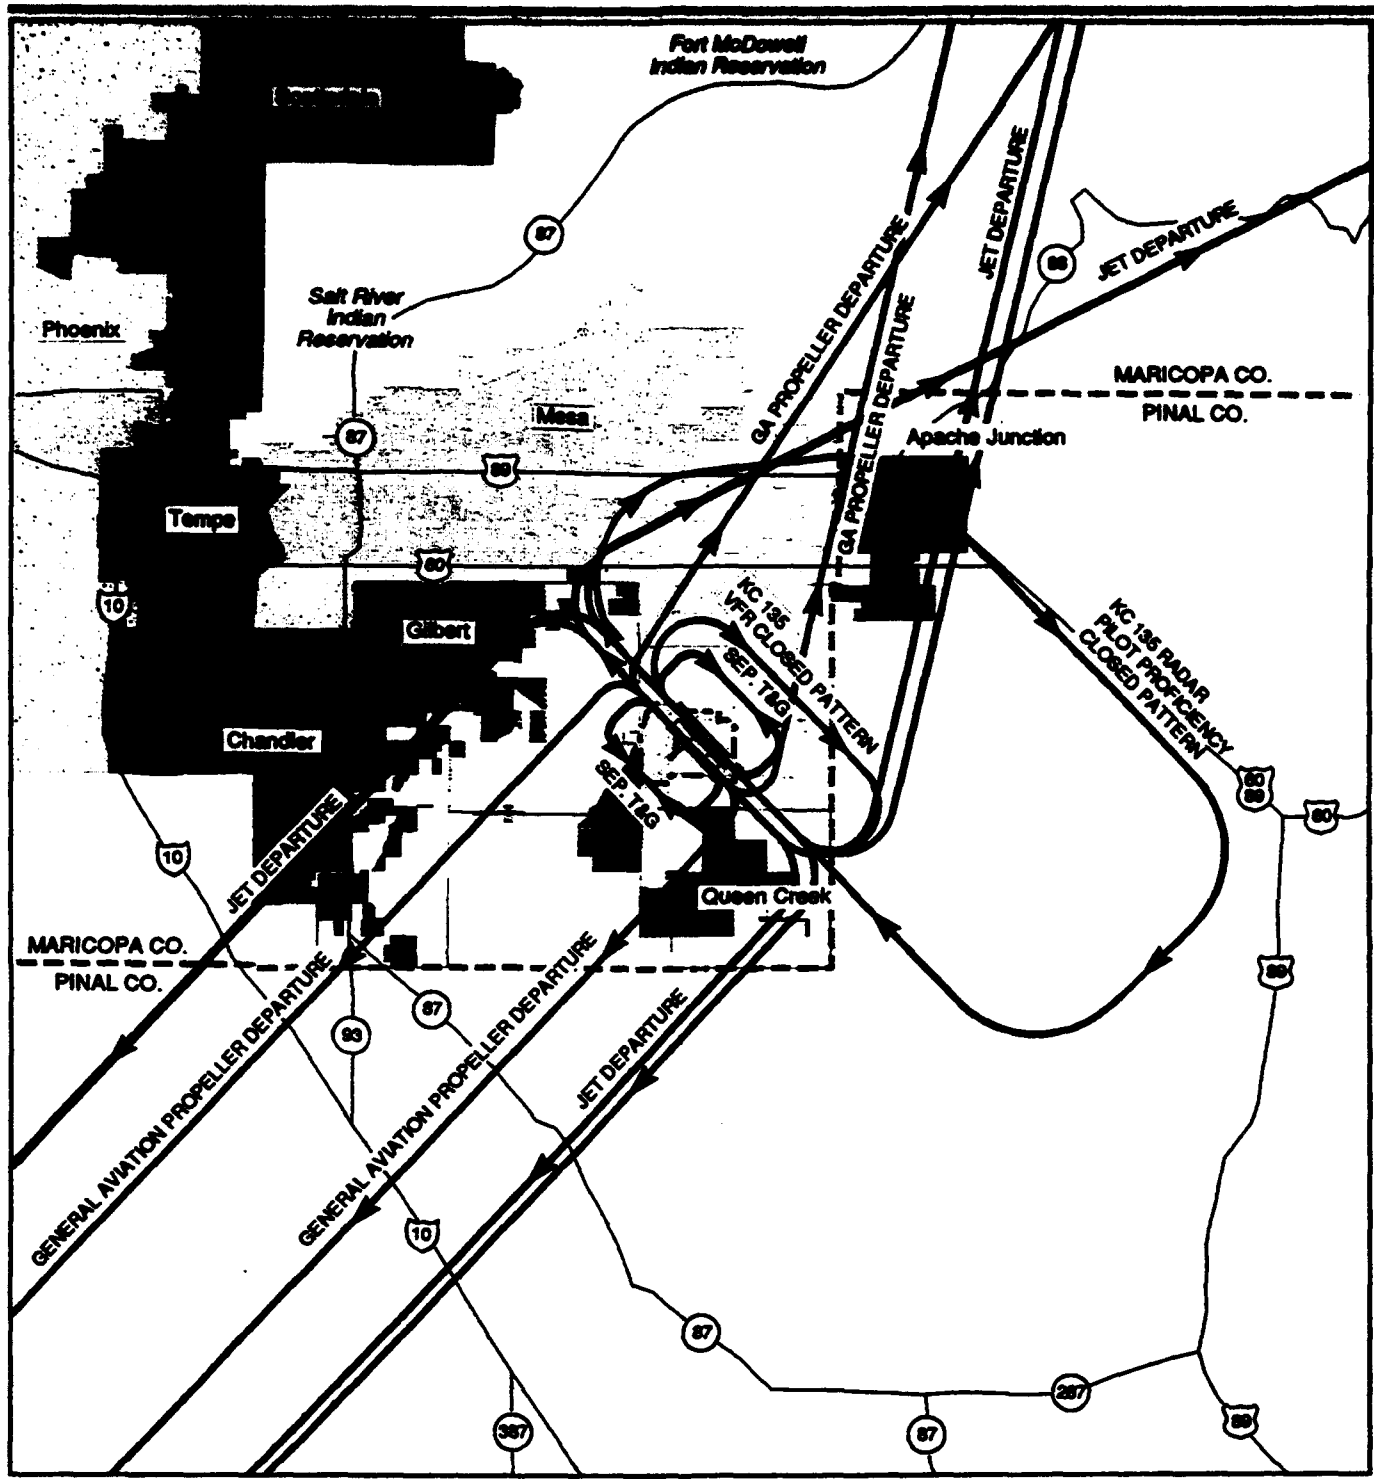 Fort McDowell
Indian Reservation
87
JET DEPARTURE
88
JET DEPARTURE
GA PROPELLER DEPARTURE
Salt River
Indian
Reservation
Phoenix
GA PROPELLER DEPARTURE
MARICOPA CO.
PINAL CO.
Mesa
87
Apache Junction
89
Tempe
60
10
KC 135
VFR CLOSED PATTERN
KC 135 RADAR
PILOT PROFICIENCY
CLOSED PATTERN
Gilbert
SEP. T&G
Chandler
SEP. T&G
60
89
60
JET DEPARTURE
10
Queen Creek
MARICOPA CO.
PINAL CO.
89
GENERAL AVIATION PROPELLER DEPARTURE
GENERAL AVIATION PROPELLER DEPARTURE
JET DEPARTURE
87
93
10
87
287
387
87
89